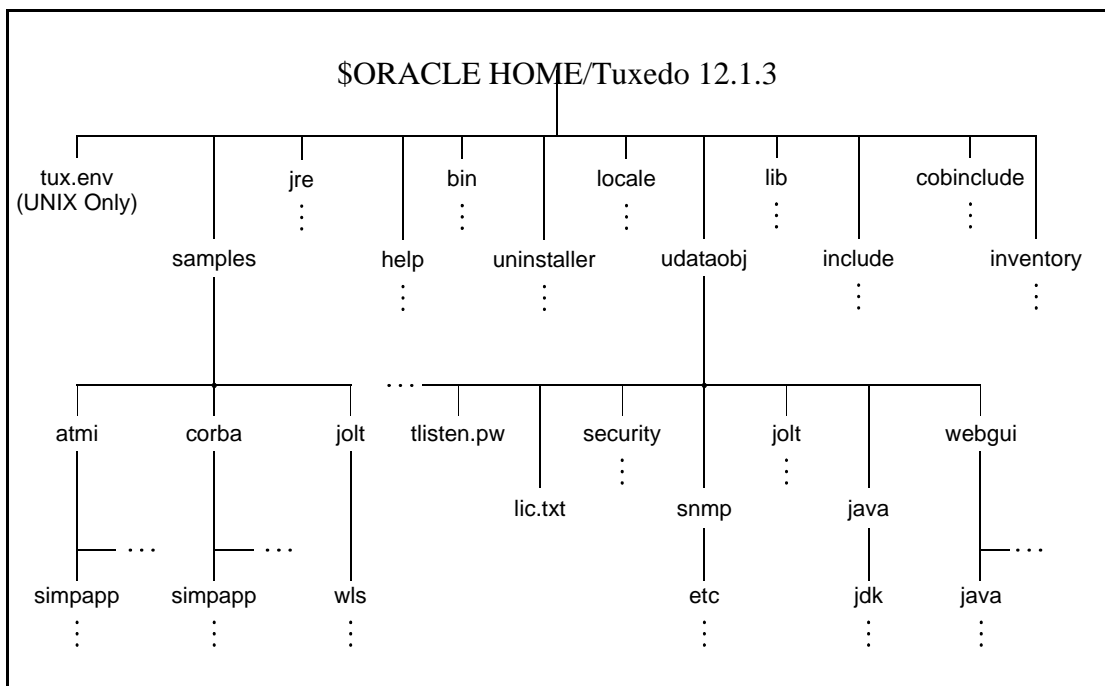 $ORACLE HOME/Tuxedo 12.1.3
tux.env
(UNIX Only)
jre
bin
locale
lib
cobinclude
samples
help
uninstaller
udataobj
include
inventory
atmi
corba
jolt
tlisten.pw
security
jolt
webgui
lic.txt
snmp
java
simpapp
simpapp
wls
etc
jdk
java